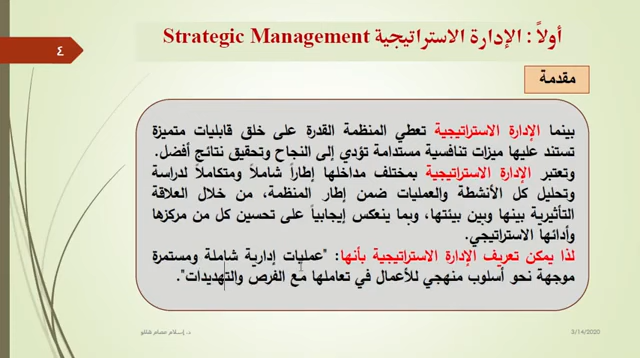 ٤
أولاً : الإدارة الاستراتيجية Strategic Management
مقدمة
بينما الإدارة الاستراتيجية تعطي المنظمة القدرة على خلق قابليات متميزة
تستند عليها ميزات تنافسية مستدامة تؤدي إلى النجاح وتحقيق نتائج أفضل.
وتعتبر الإدارة الاستراتيجية بمختلف مداخلها إطاراً شاملاً ومتكاملاً لدراسة
وتحليل كل الأنشطة والعمليات ضمن إطار المنظمة، من خلال العلاقة
التأثيرية بينها وبين بيئتها، وبما ينعكس إيجابياً على تحسين كل من مركزها
وأدائها الاستراتيجي.
لذا يمكن تعريف الإدارة الاستراتيجية بأنها: "عمليات إدارية شاملة ومستمرة
موجهة نحو أسلوب منهجي للأعمال في تعاملها مع الفرص والتهديدات".
د. إسلام عصام هللو
3/14/2020